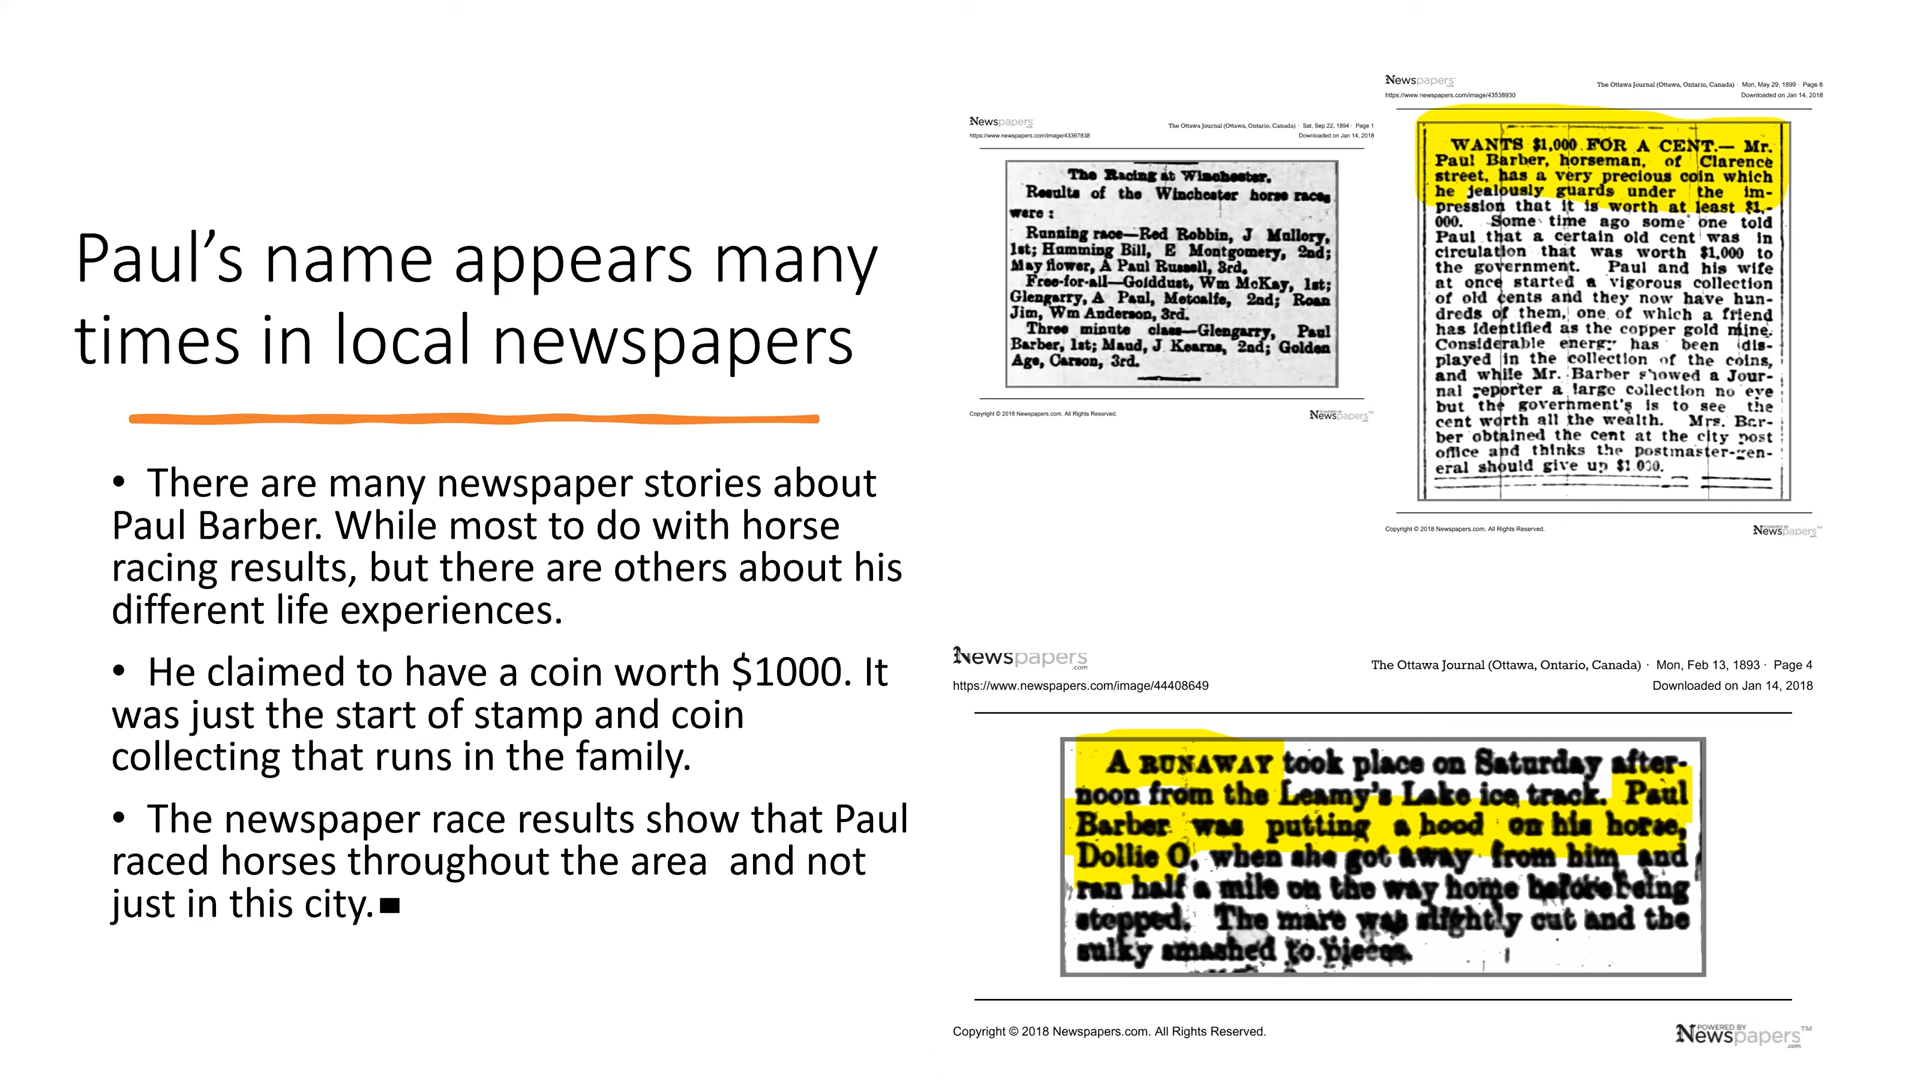 Paul’s name appears many
times in local newspapers
• There are many newspaper stories about
Paul Barber. While most to do with horse
racing results, but there are others about his
different life experiences.
• He claimed to have a coin worth $1000. It
was just the start of stamp and coin
collecting that runs in the family.
• The newspaper race results show that Paul
raced horses throughout the area  and not
just in this city.
Newspapers
The Ottawa Journal (Ottawa, Ontario, Canada) · Sat, Sep 22, 1894 · Page 1
https://www.newspapers.com/image/43367838
Downloaded on Jan 14, 2018
The Racing at Winchester.
Results of the Winchester horse races
were :
Running race—Red Robbin, J Mallory,
1st; Humming Bill, E Montgomery, 2nd;
May flower, A Paul Russell, 3rd.
Free-for-all—Golddust, Wm McKay, 1st;
Glengarry, A Paul, Metcalfe, 2nd; Roan
Jim, Wm Anderson, 3rd.
Three minute class—Glengarry, Paul
Barber, 1st; Maud, J. Kearns, 2nd; Golden
Age, Carson, 3rd.
Copyright © 2018 Newspapers.com. All Rights Reserved.
Newspapers™
Newspapers
The Ottawa Journal (Ottawa, Ontario, Canada) · Mon, May 29, 1899 · Page 8
https://www.newspapers.com/image/43538930
Downloaded on Jan 14, 2018
WANTS $1,000 FOR A CENT.— Mr.
Paul Barber, horseman, of Clarence
street, has a very precious coin which
he jealously guards under the im-
pression that it is worth at least $1,-
000. Some time ago some one told
Paul that a certain old cent was in
circulation that was worth $1,000 to
the government. Paul and his wife
at once started a vigorous collection
of old cents and they now have hun-
dreds of them, one of which a friend
has identified as the copper gold mine.
Considerable energy has been dis-
played in the collection of the coins,
and while Mr. Barber showed a Jour-
nal reporter a large collection no eye
but the government's is to see the
cent worth all the wealth. Mrs. Bar-
ber obtained the cent at the city post
office and thinks the postmaster-gen-
eral should give up $1.000.
Copyright © 2018 Newspapers.com. All Rights Reserved.
Newspapers™
Newspapers
.com
The Ottawa Journal (Ottawa, Ontario, Canada) · Mon, Feb 13, 1893 · Page 4
https://www.newspapers.com/image/44408649
Downloaded on Jan 14, 2018
A RUNAWAY took place on Saturday after-
noon from the Leamy's Lake ice track. Paul
Barber was putting a hood on his horse,
Dollie O, when she got away from him and
ran half a mile on the way home before being
stopped. The mare was slightly cut and the
sulky smashed to pieces.
Copyright © 2018 Newspapers.com. All Rights Reserved.
POWERED BY
Newspapers™
.com